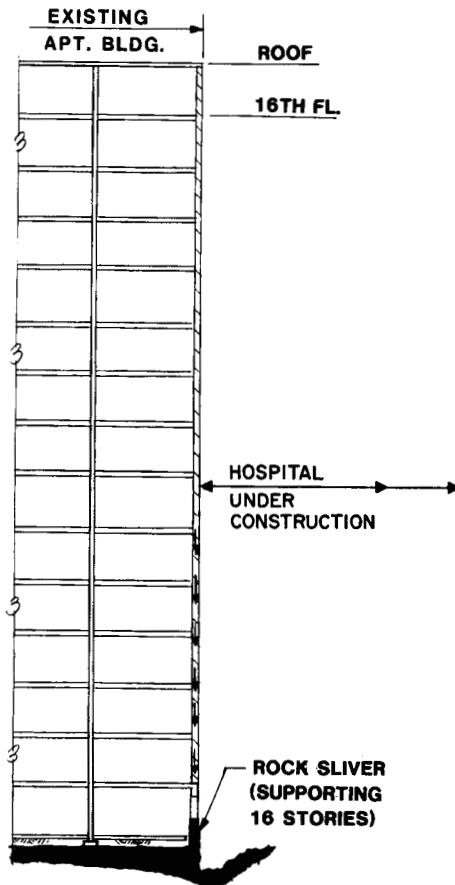 EXISTING
APT. BLDG.
ROOF
16TH FL.
HOSPITAL
UNDER
CONSTRUCTION
ROCK SLIVER
(SUPPORTING
16 STORIES)